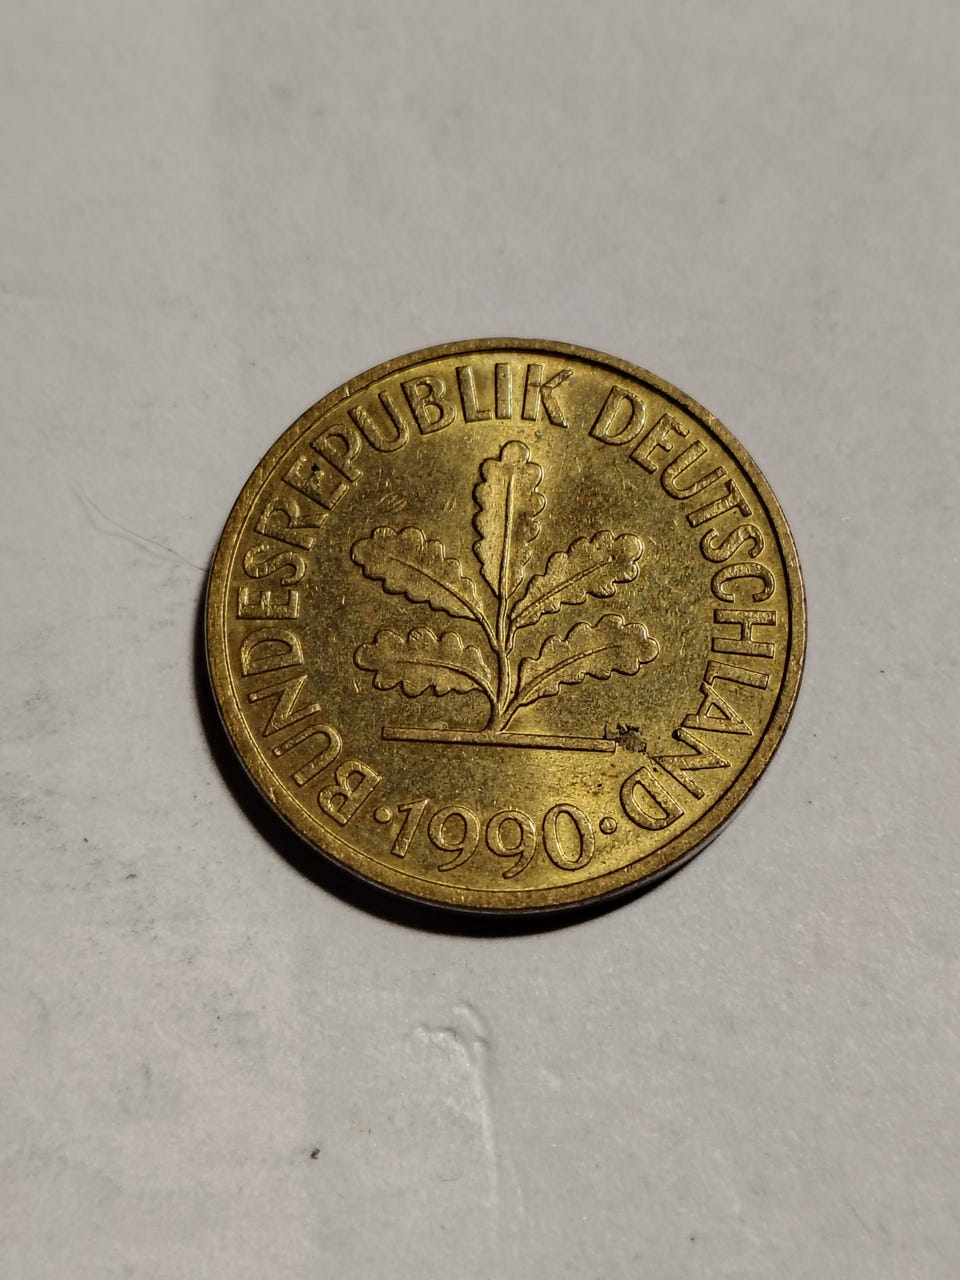 BUNDESREPUBLIK DEUTSCHLAND
·1990·